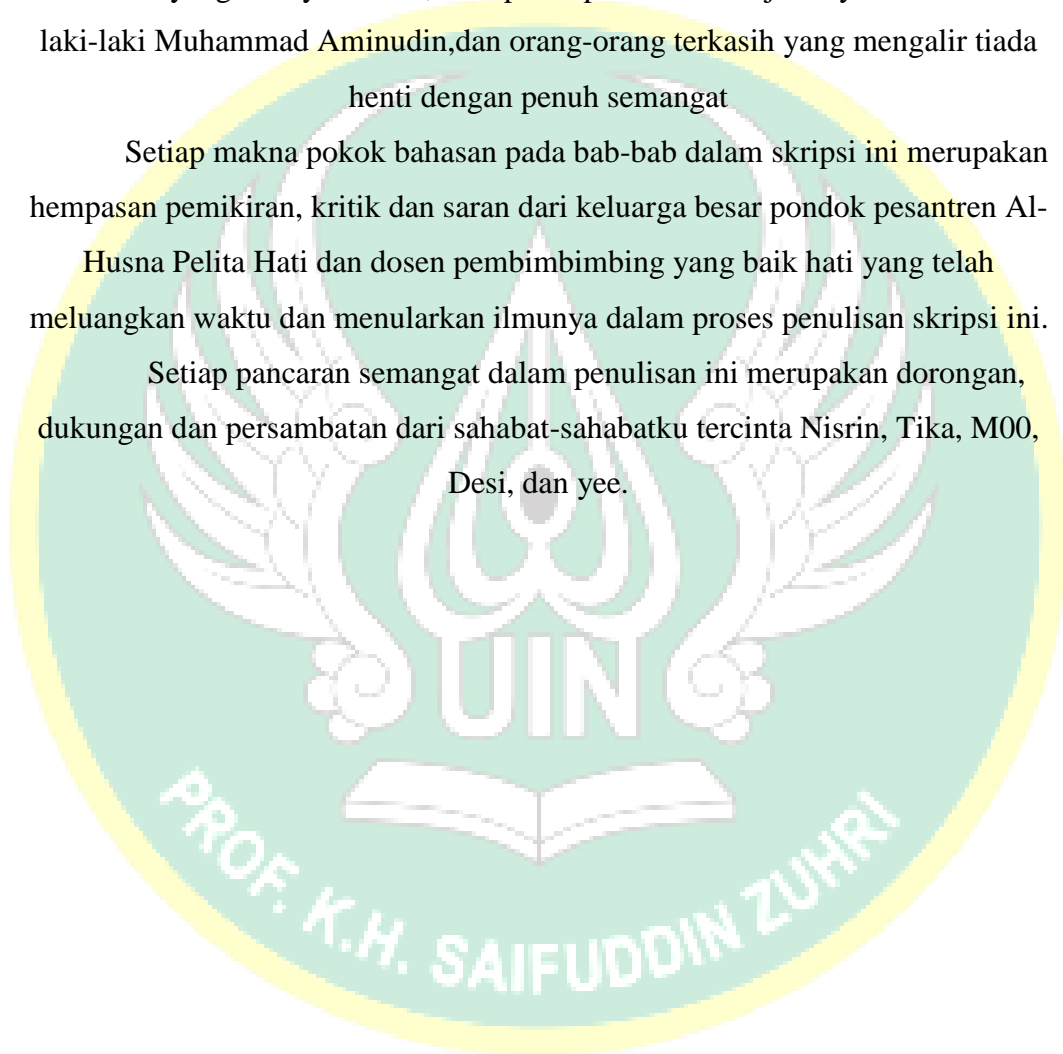 laki-laki Muhammad Aminudin,dan orang-orang terkasih yang mengalir tiada
henti dengan penuh semangat
Setiap makna pokok bahasan pada bab-bab dalam skripsi ini merupakan
hempasan pemikiran, kritik dan saran dari keluarga besar pondok pesantren Al-
Husna Pelita Hati dan dosen pembimbimbing yang baik hati yang telah
meluangkan waktu dan menularkan ilmunya dalam proses penulisan skripsi ini.
Setiap pancaran semangat dalam penulisan ini merupakan dorongan,
dukungan dan persambatan dari sahabat-sahabatku tercinta Nisrin, Tika, M00,
Desi, dan yee.
UIN
PROF. K.H. SAIFUDDIN ZUHRI